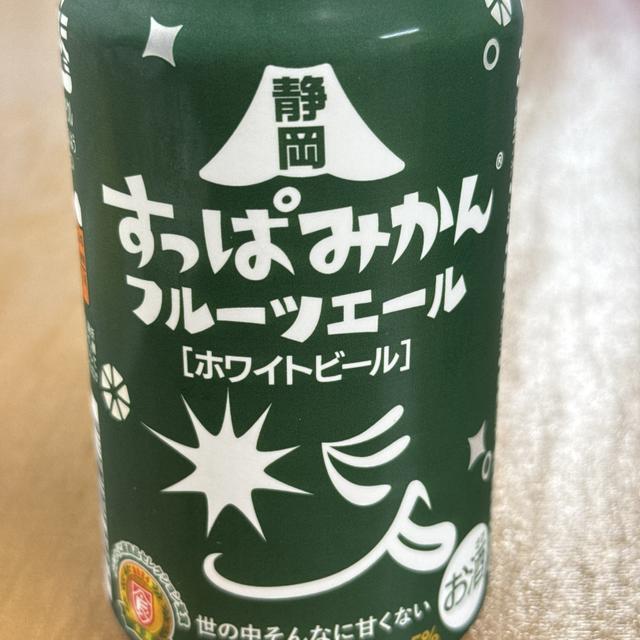 静岡
すっぱみかん®
フルーツエール
[ホワイトビール]
世の中そんなに甘くない
お酒